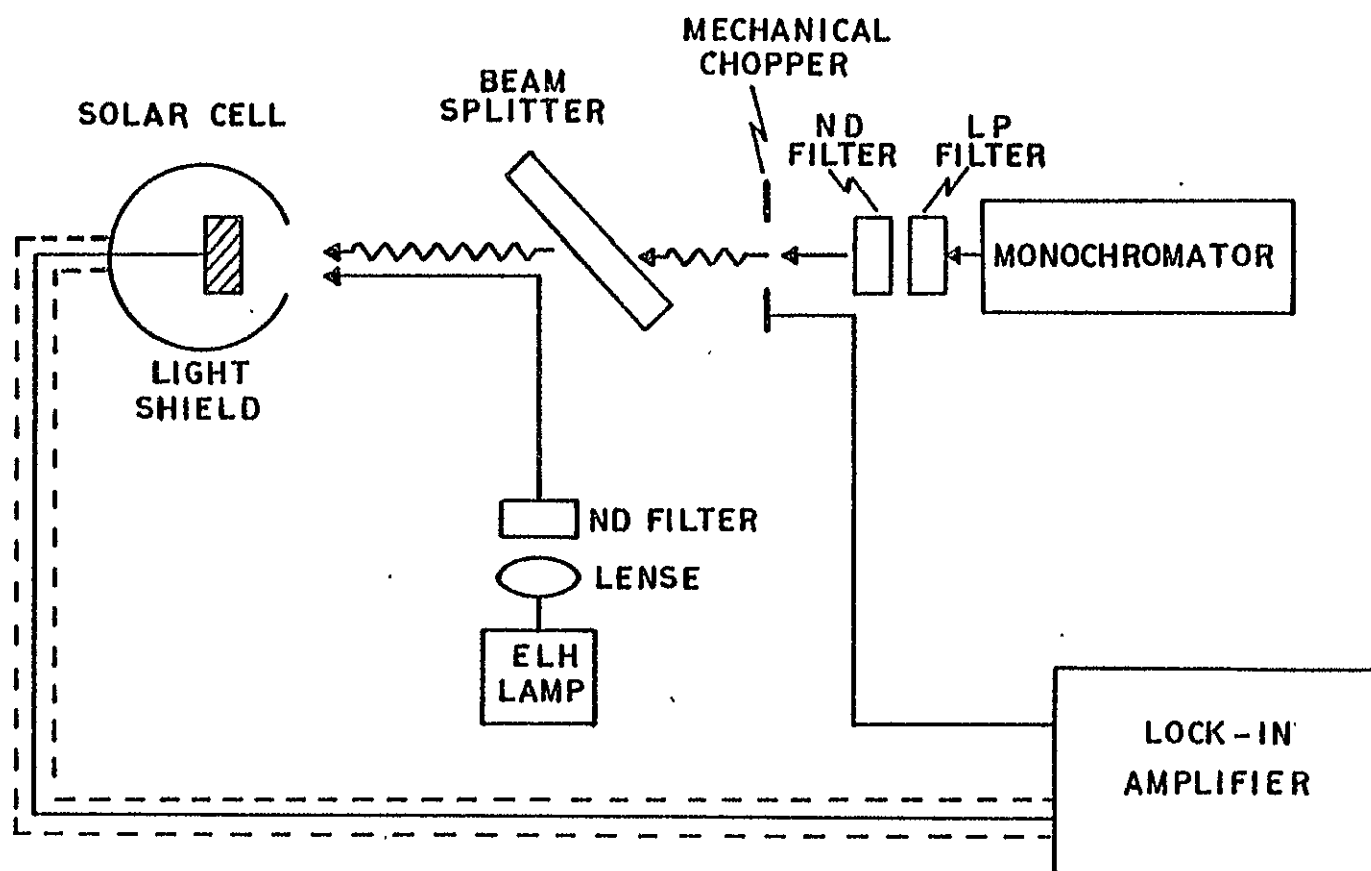 MECHANICAL
CHOPPER
BEAM
SPLITTER
SOLAR CELL
ND
FILTER
LP
FILTER
MONOCHROMATOR
LIGHT
SHIELD
ND FILTER
LENSE
ELH
LAMP
LOCK-IN
AMPLIFIER